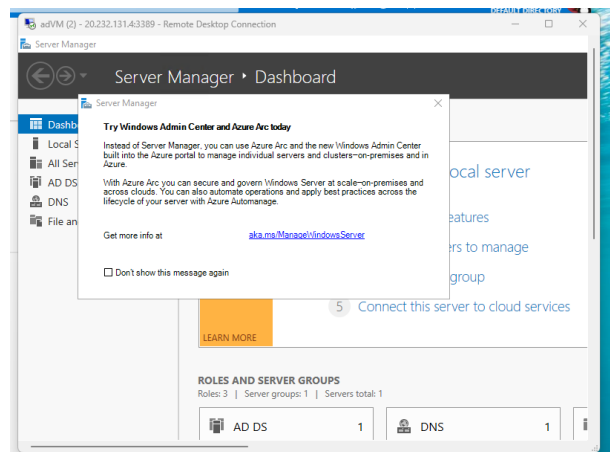 DEFAULT DIRECTORY
adVM (2) - 20.232.131.4:3389 - Remote Desktop Connection
Server Manager
Server Manager • Dashboard
Server Manager
Dashb
Local S
All Ser
AD DS
DNS
File an
Try Windows Admin Center and Azure Arc today
Instead of Server Manager, you can use Azure Arc and the new Windows Admin Center
built into the Azure portal to manage individual servers and clusters–on-premises and in
Azure.
With Azure Arc you can secure and govern Windows Server at scale–on-premises and
across clouds. You can also automate operations and apply best practices across the
lifecycle of your server with Azure Automanage.
Get more info at aka.ms/ManageWindowsServer
Don't show this message again
ocal server
eatures
ers to manage
group
5 Connect this server to cloud services
LEARN MORE
ROLES AND SERVER GROUPS
Roles: 3 | Server groups: 1 | Servers total: 1
AD DS 1
DNS 1